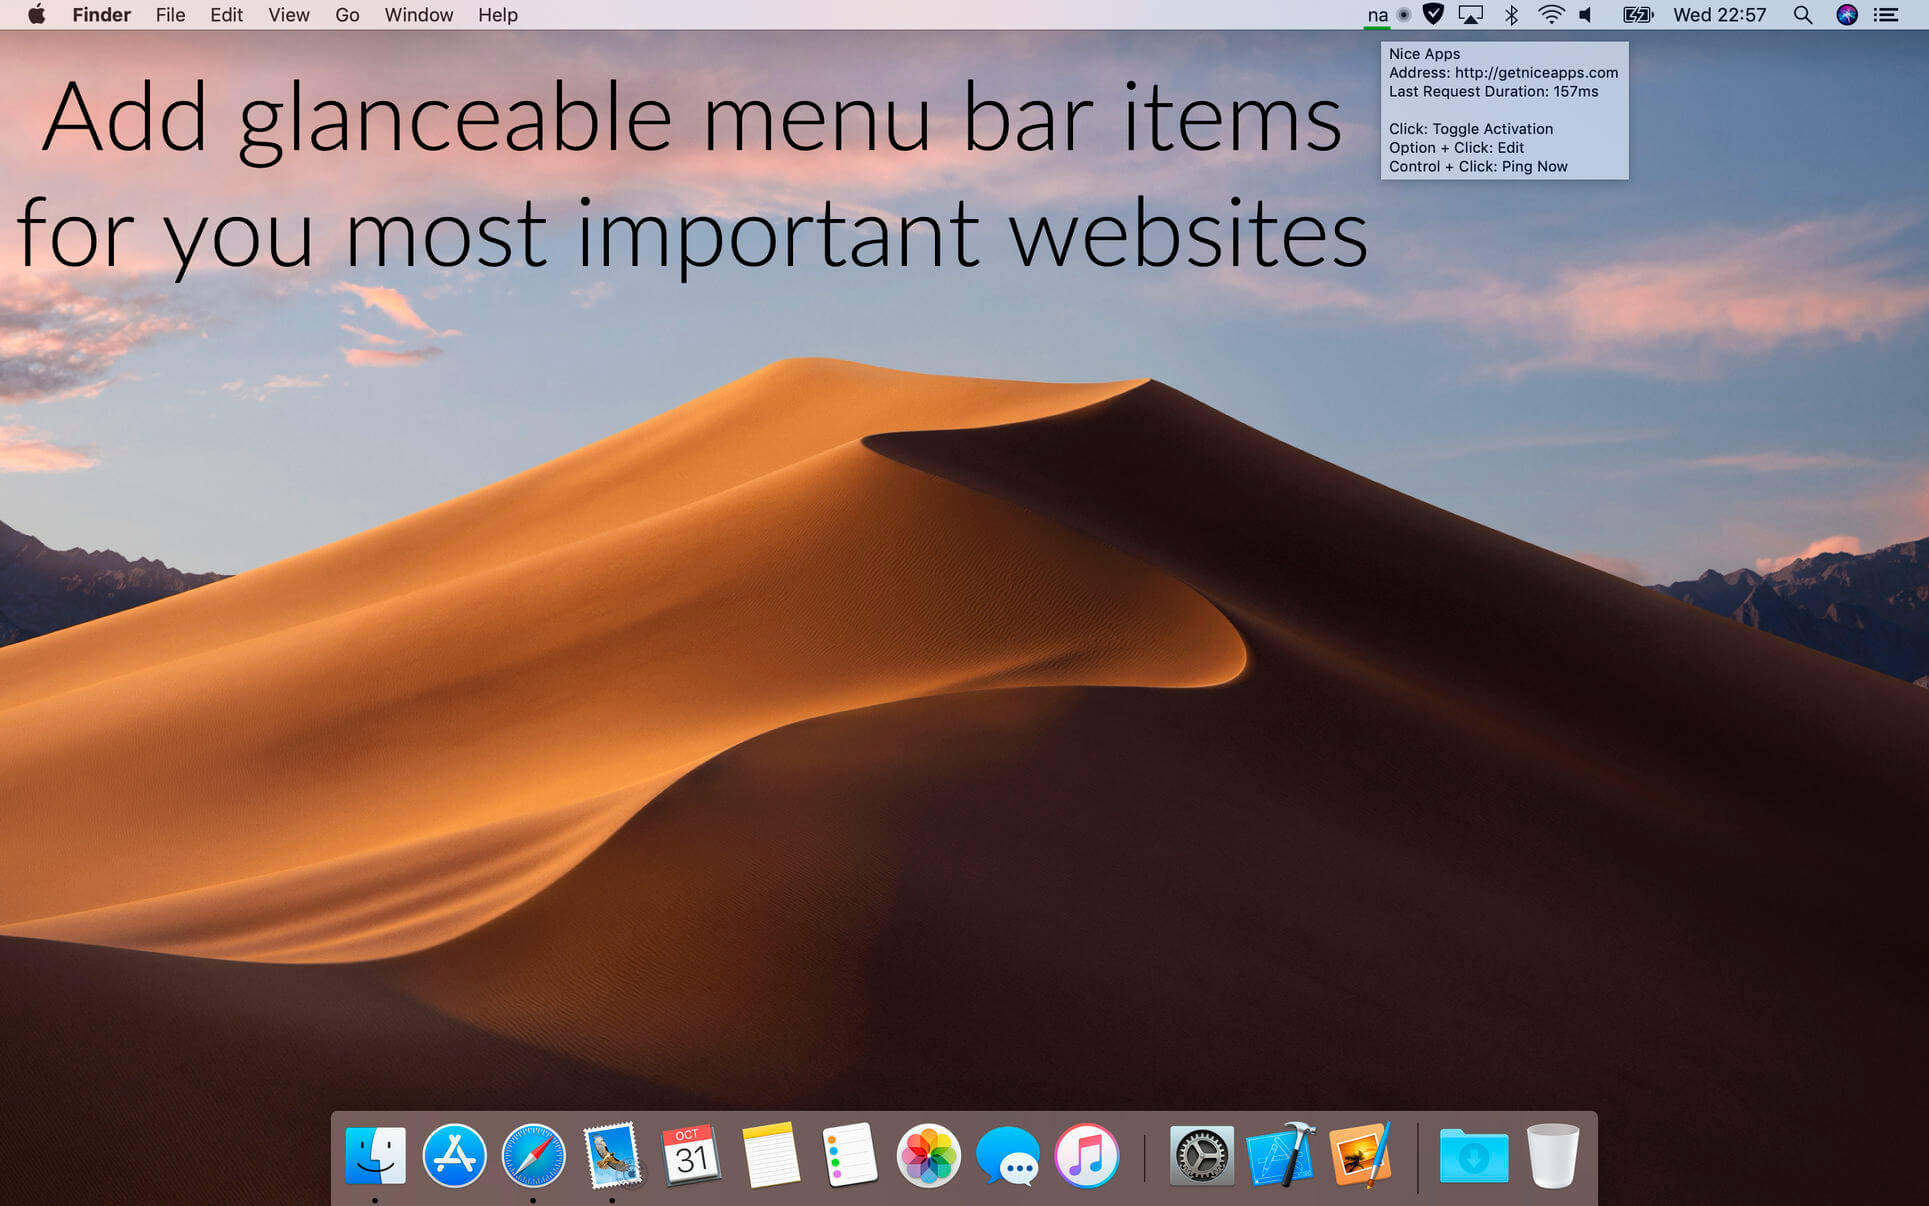 Finder File Edit View Go Window Help na Wed 22:57
Nice Apps
Address: http://getniceapps.com
Last Request Duration: 157ms
Click: Toggle Activation
Option + Click: Edit
Control + Click: Ping Now
Add glanceable menu bar items
for you most important websites
OCT
31